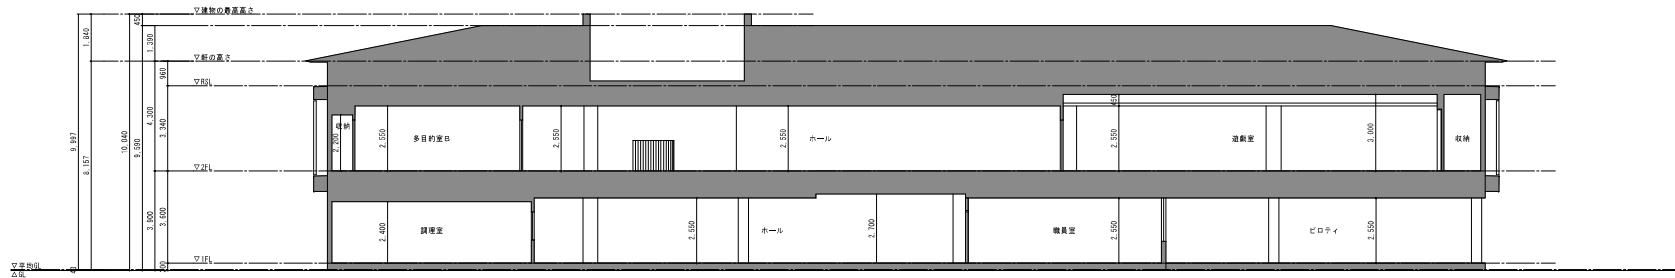 ▽建物の最高高さ
450
1,840
1,390
▽軒の高さ
960
▽RSL
収納
2,200
2,550
多目的室B
2,550
2,550
ホール
450
2,550
遊戯室
3,000
収納
9,997
8,157
10,040
9,590
4,300
3,340
▽2FL
3,900
3,600
調理室
2,400
2,550
ホール
2,700
職員室
2,550
ピロティ
2,550
▽1FL
▽平均GL
△GL